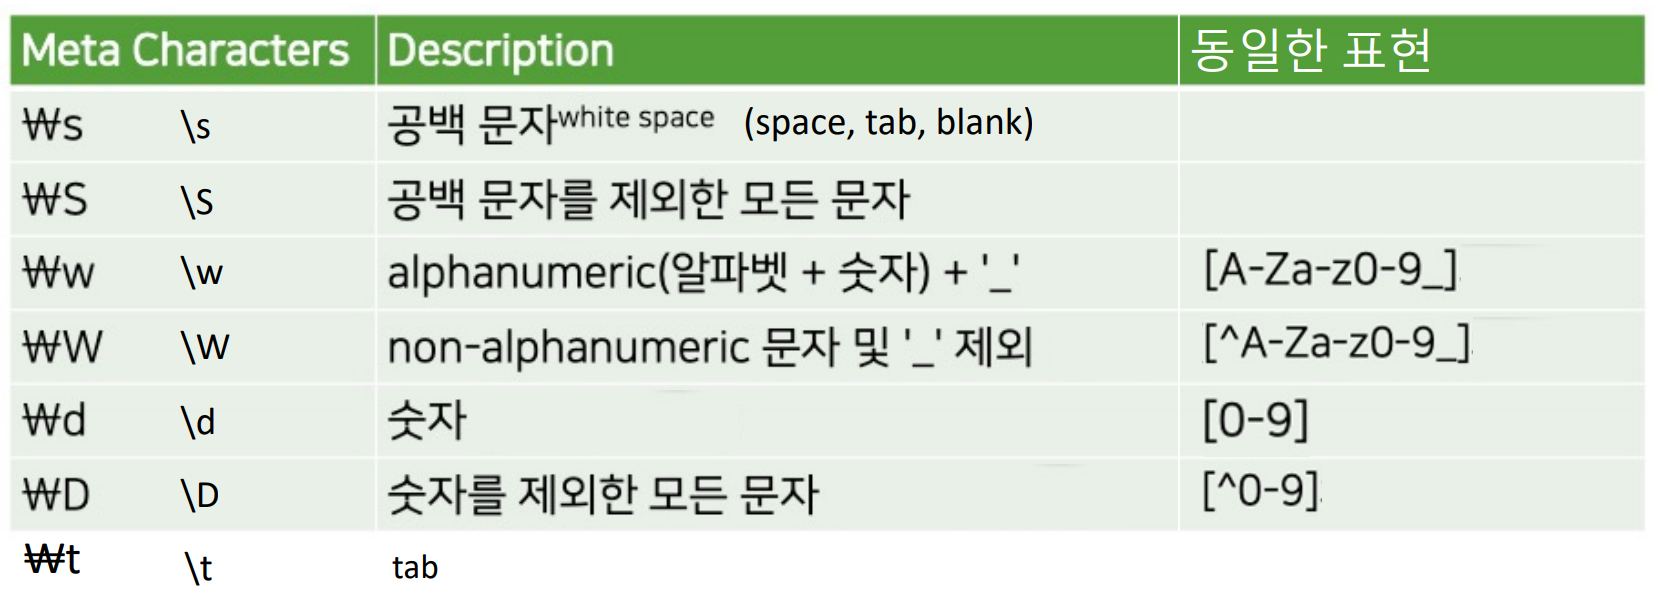 Meta Characters Description 동일한 표현
₩s \s 공백 문자white space (space, tab, blank)
₩S \S 공백 문자를 제외한 모든 문자
₩w \w alphanumeric(알파벳 + 숫자) + '_' [A-Za-z0-9_]
₩W \W non-alphanumeric 문자 및 '_' 제외 [^A-Za-z0-9_]
₩d \d 숫자 [0-9]
₩D \D 숫자를 제외한 모든 문자 [^0-9]
₩t \t tab